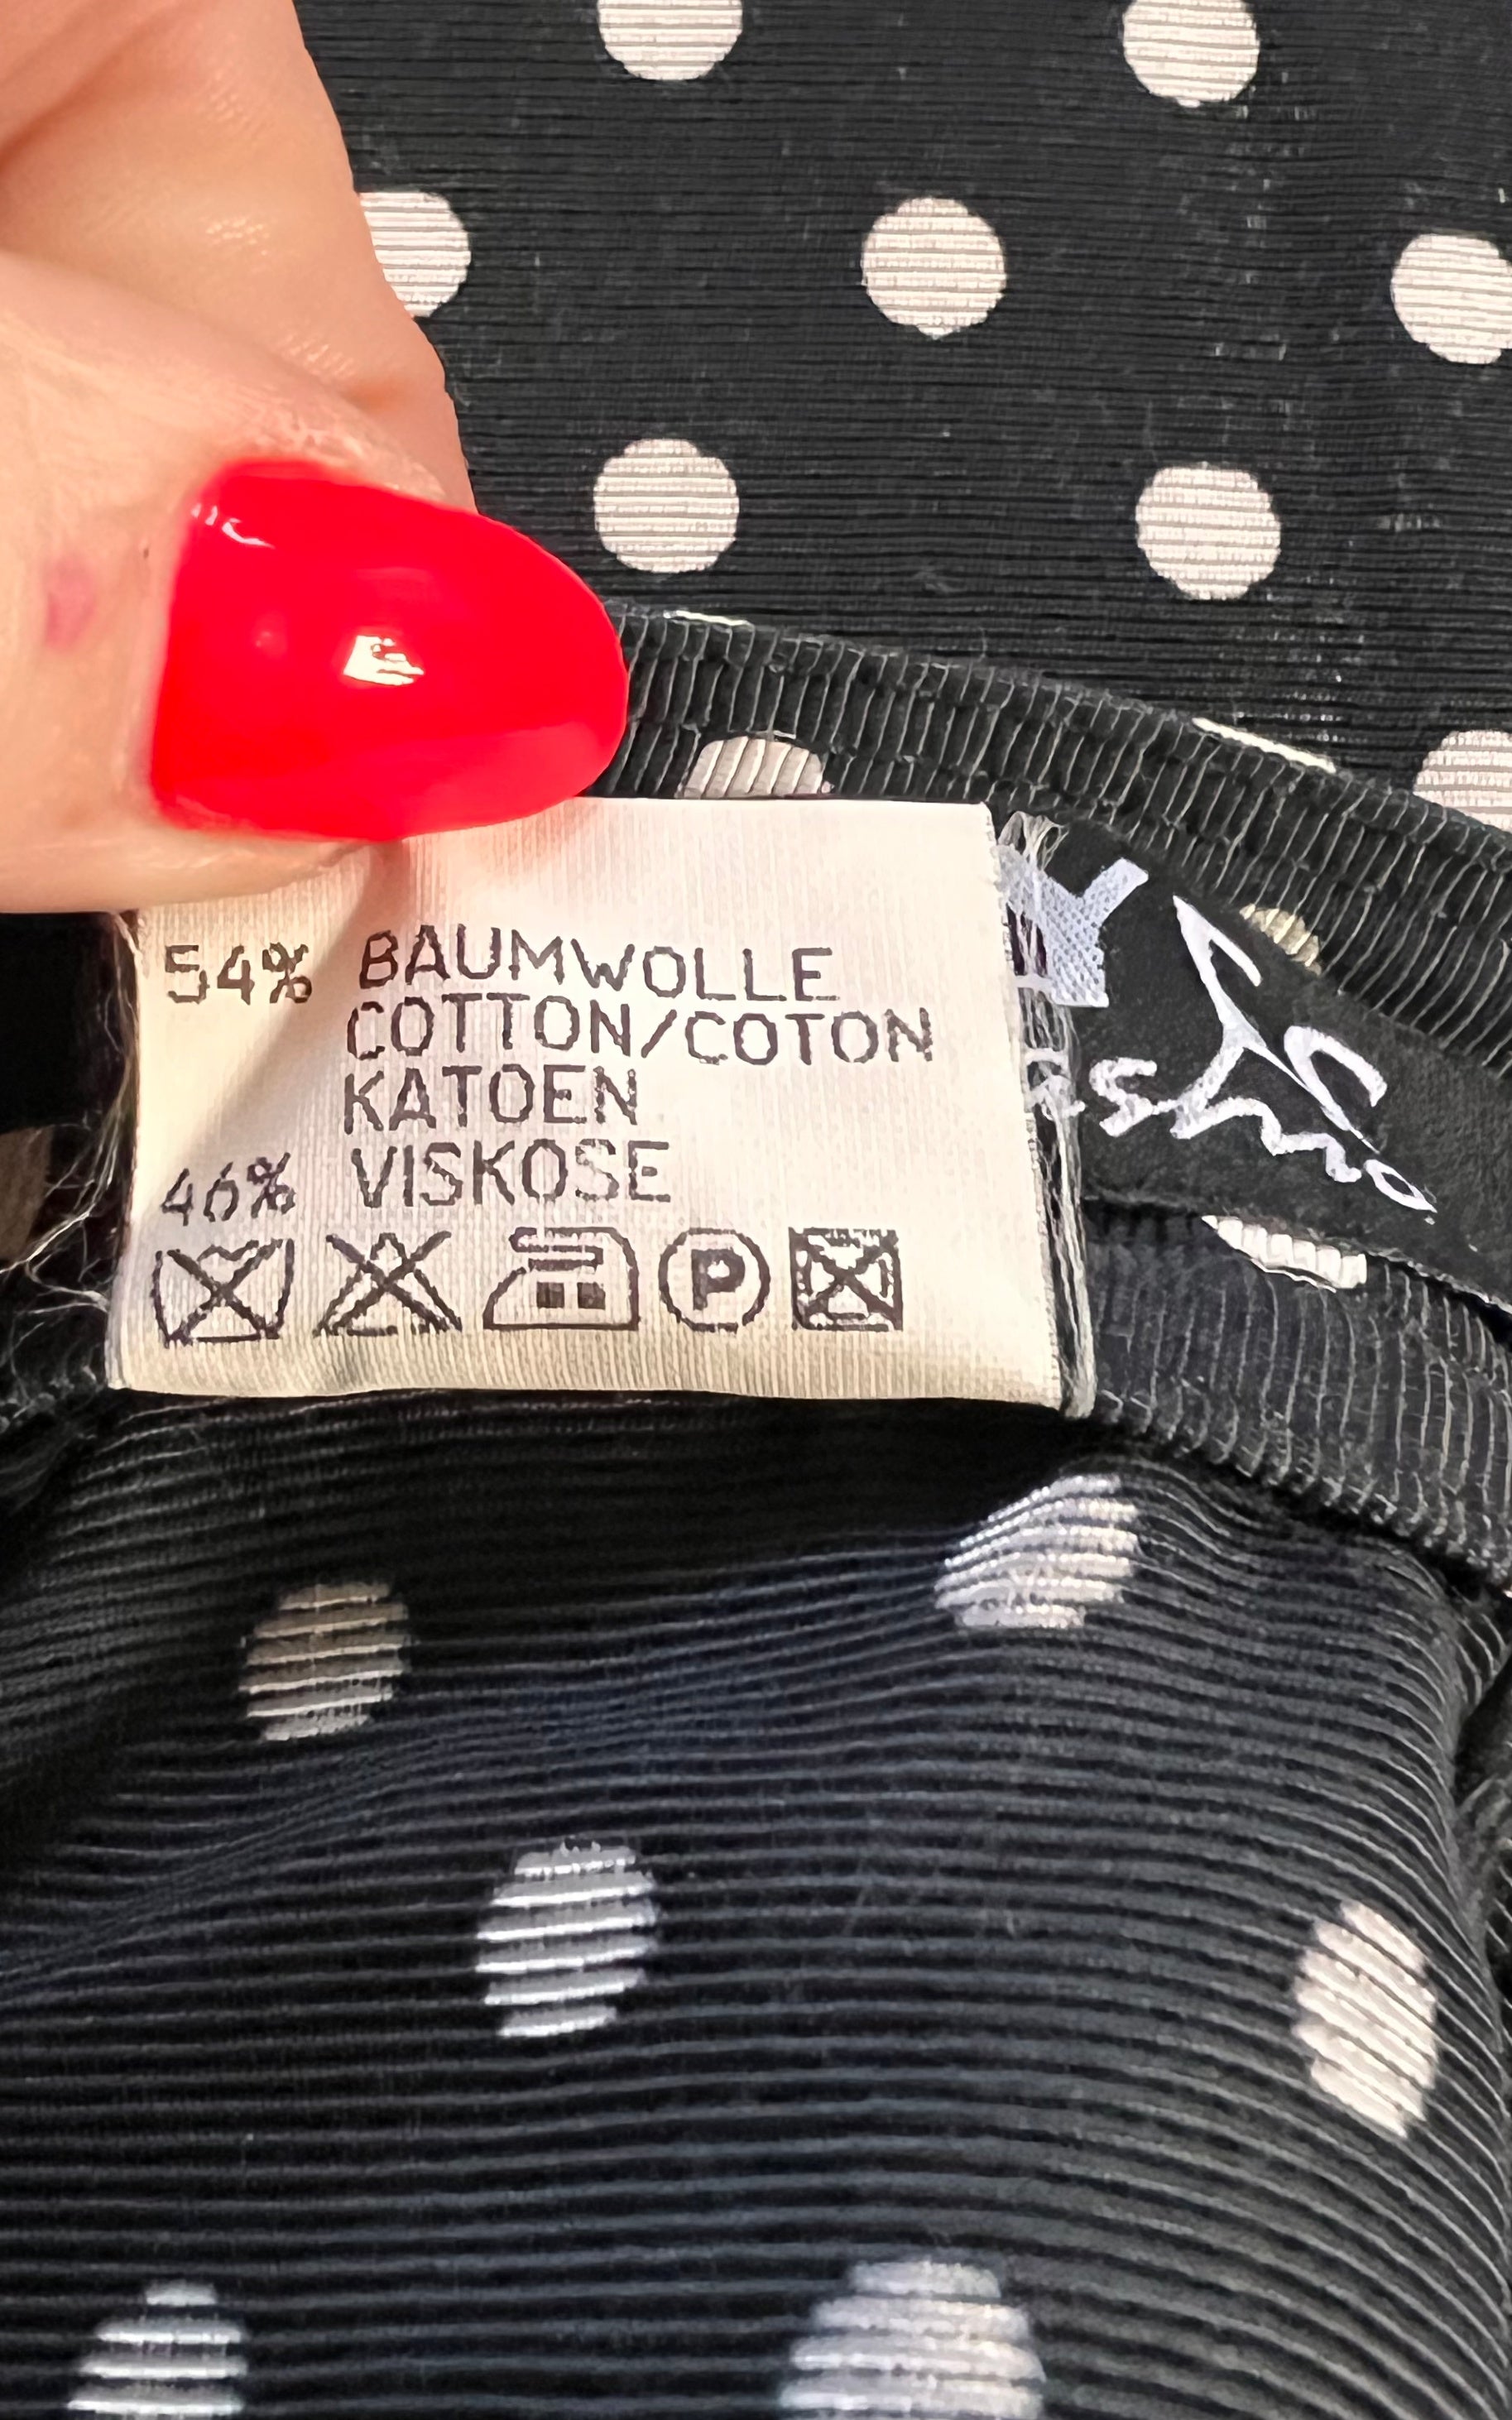 54% BAUMWOLLE
COTTON/COTON
KATOEN
46% VISKOSE
P